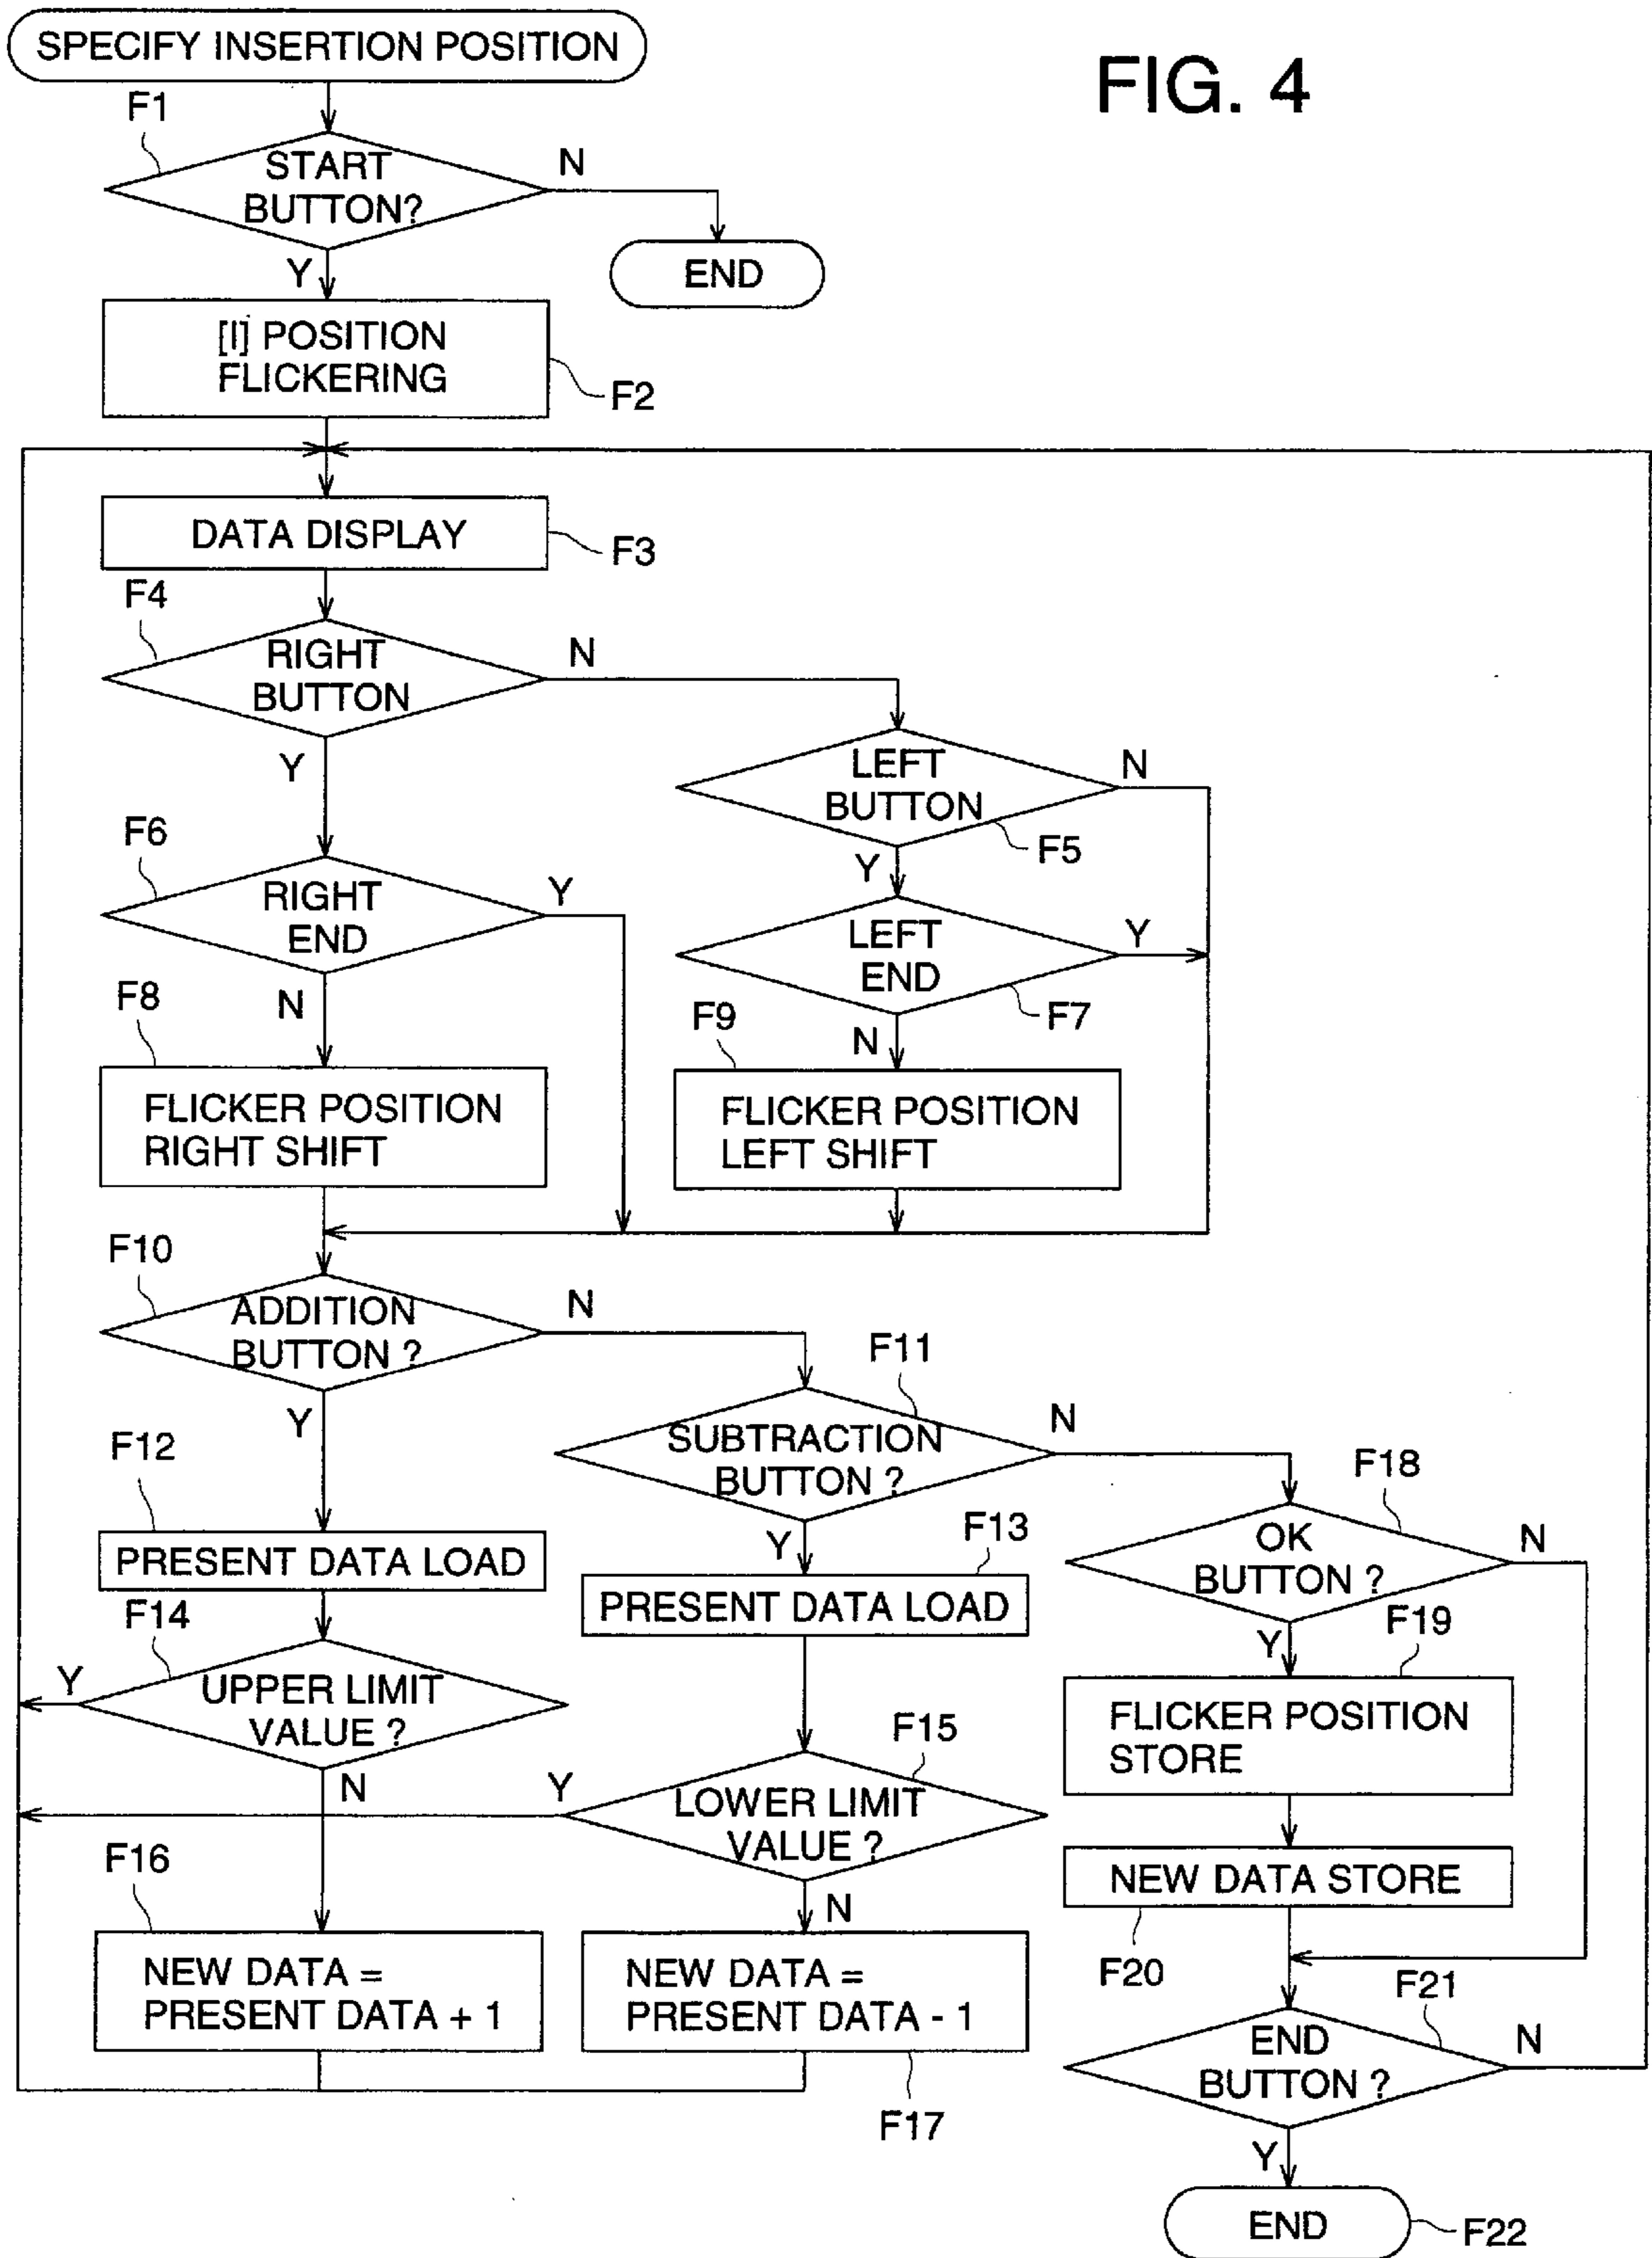 SPECIFY INSERTION POSITION
FIG. 4
F1
START
BUTTON?
N
Y
END
[I] POSITION
FLICKERING
F2
DATA DISPLAY
F3
F4
RIGHT
BUTTON
N
Y
LEFT
BUTTON
N
F5
Y
F6
RIGHT
END
Y
N
LEFT
END
Y
F7
N
F8
FLICKER POSITION
RIGHT SHIFT
F9
FLICKER POSITION
LEFT SHIFT
F10
ADDITION
BUTTON ?
N
Y
F11
SUBTRACTION
BUTTON ?
N
Y
F12
PRESENT DATA LOAD
F13
PRESENT DATA LOAD
F18
OK
BUTTON ?
N
Y
F14
UPPER LIMIT
VALUE ?
Y
N
F15
LOWER LIMIT
VALUE ?
Y
N
F19
FLICKER POSITION
STORE
NEW DATA STORE
F20
F16
NEW DATA =
PRESENT DATA + 1
NEW DATA =
PRESENT DATA - 1
F17
F21
END
BUTTON ?
N
Y
END
F22